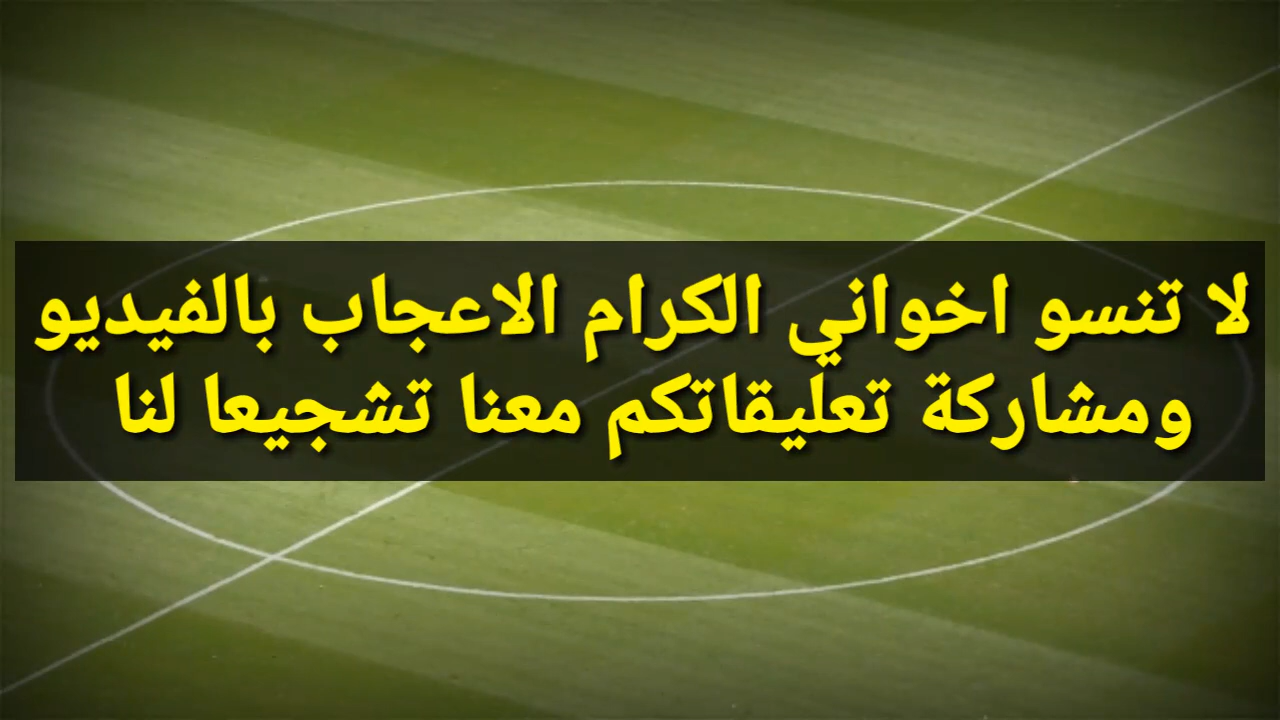 لا تنسو اخواني الكرام الاعجاب بالفيديو
ومشاركة تعليقاتكم معنا تشجيعا لنا